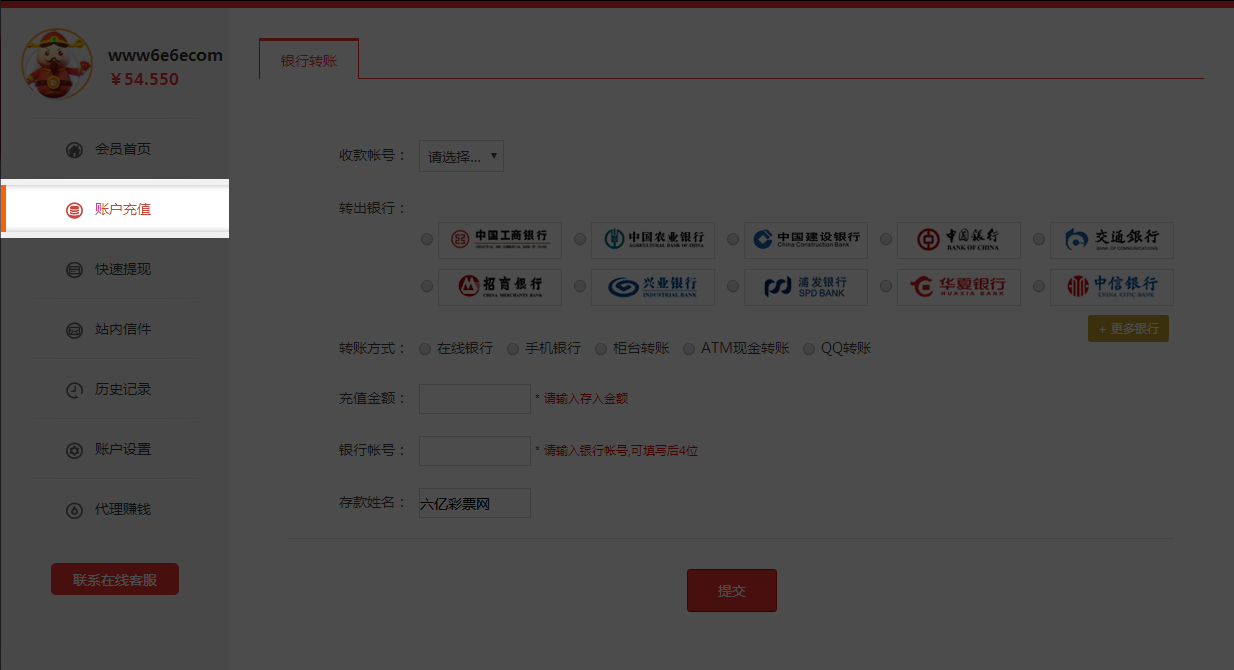 www6e6ecom
￥54.550
会员首页
账户充值
快速提现
站内信件
历史记录
账户设置
代理赚钱
联系在线客服
银行转账
收款帐号： 请选择...
转出银行：
中国工商银行 中国农业银行 中国建设银行 中国银行 交通银行
INDUSTRIAL AND COMMERCIAL BANK OF CHINA AGRICULTURAL BANK OF CHINA China Construction Bank BANK OF CHINA BANK OF COMMUNICATIONS
招商银行 兴业银行 浦发银行 华夏银行 中信银行
CHINA MERCHANTS BANK INDUSTRIAL BANK SPD BANK HUAXIA BANK CHINA CITIC BANK
+ 更多银行
转账方式： 在线银行 手机银行 柜台转账 ATM现金转账 QQ转账
充值金额： * 请输入存入金额
银行帐号： * 请输入银行帐号,可填写后4位
存款姓名： 六亿彩票网
提交